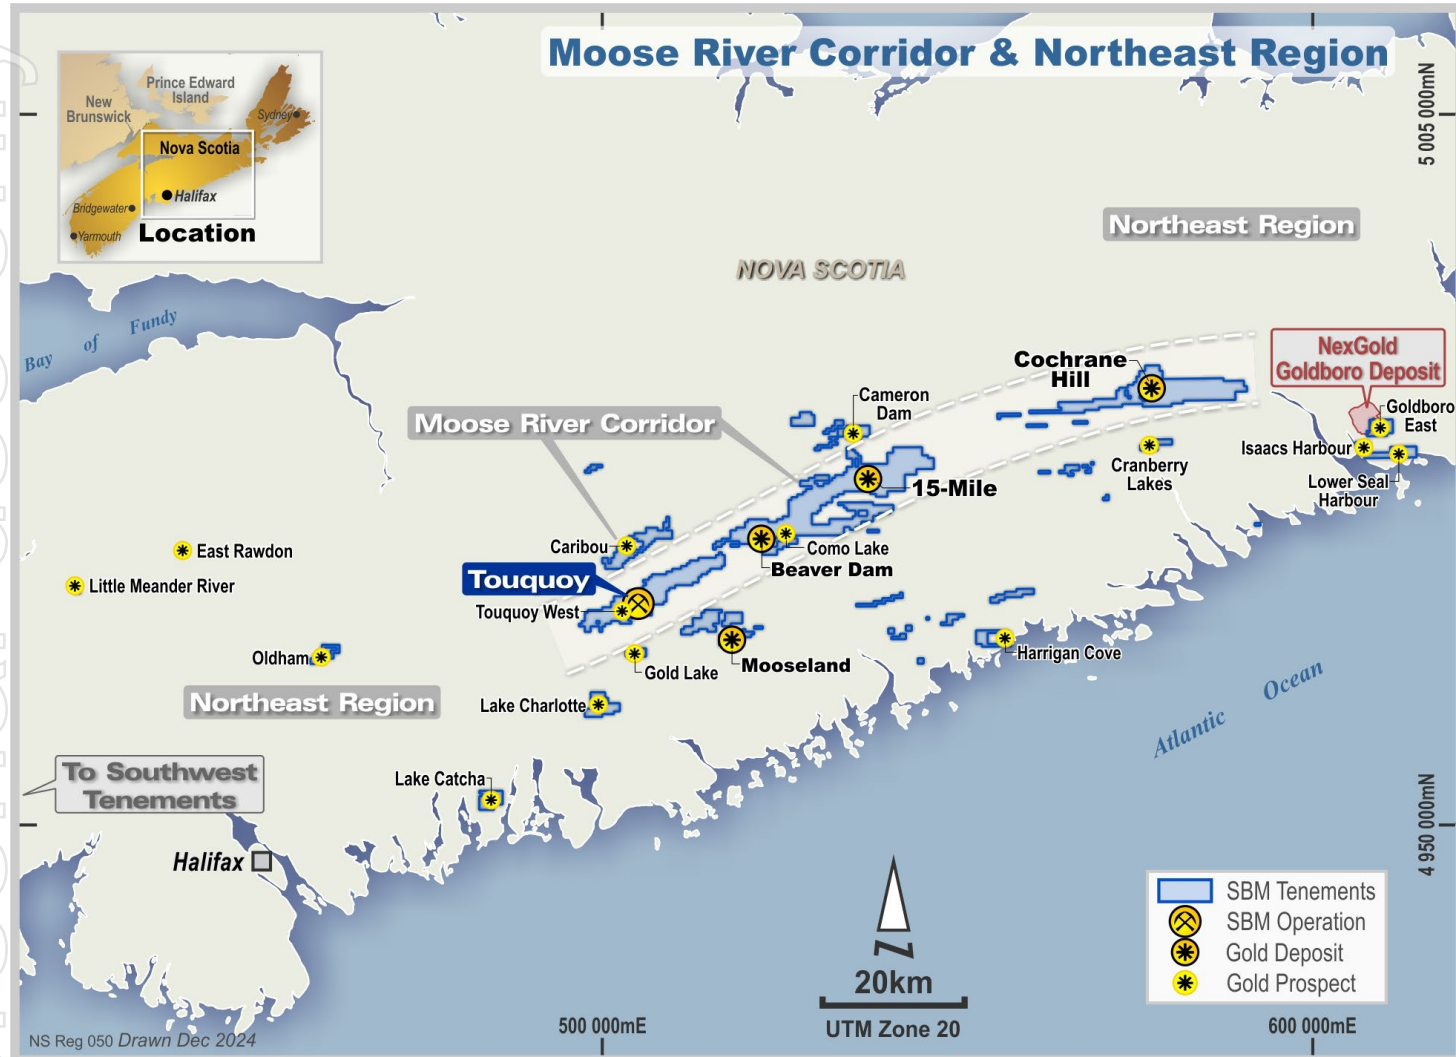 Moose River Corridor & Northeast Region
5 005 000mN
Prince Edward
Island
New
Brunswick
Sydney
Nova Scotia
Halifax
Bridgewater
Yarmouth
Location
Northeast Region
NOVA SCOTIA
Bay of Fundy
NexGold
Goldboro Deposit
Cochrane
Hill
Cameron
Dam
Goldboro
East
Moose River Corridor
Isaacs Harbour
Cranberry
Lakes
Lower Seal
Harbour
15-Mile
Caribou
Como Lake
East Rawdon
Beaver Dam
Touquoy
Little Meander River
Touquoy West
Oldham
Harrigan Cove
Gold Lake
Mooseland
Northeast Region
Lake Charlotte
Atlantic Ocean
To Southwest
Tenements
Lake Catcha
4 950 000mN
Halifax
SBM Tenements
SBM Operation
Gold Deposit
Gold Prospect
N
20km
UTM Zone 20
500 000mE
600 000mE
NS Reg 050 Drawn Dec 2024